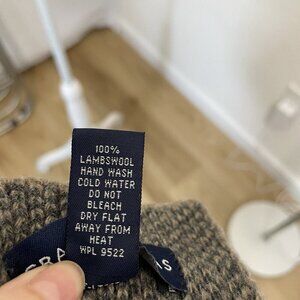 100%
LAMBSWOOL
HAND WASH
COLD WATER
DO NOT
BLEACH
DRY FLAT
AWAY FROM
HEAT
WPL 9522
S